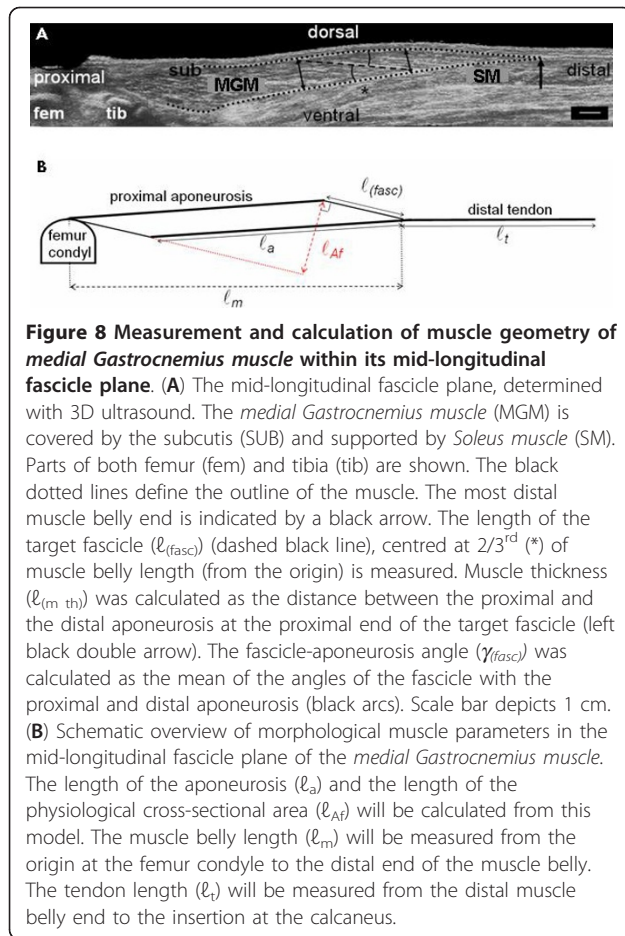 A
dorsal
proximal
sub
MGM
SM
distal
*
fem
tib
ventral
B
proximal aponeurosis
ℓ(fasc)
distal tendon
femur
condyl
ℓa
ℓAf
ℓt
ℓm
Figure 8 Measurement and calculation of muscle geometry of
medial Gastrocnemius muscle within its mid-longitudinal
fascicle plane. (A) The mid-longitudinal fascicle plane, determined
with 3D ultrasound. The medial Gastrocnemius muscle (MGM) is
covered by the subcutis (SUB) and supported by Soleus muscle (SM).
Parts of both femur (fem) and tibia (tib) are shown. The black
dotted lines define the outline of the muscle. The most distal
muscle belly end is indicated by a black arrow. The length of the
target fascicle (ℓ(fasc)) (dashed black line), centred at 2/3rd (*) of
muscle belly length (from the origin) is measured. Muscle thickness
(ℓ(m th)) was calculated as the distance between the proximal and
the distal aponeurosis at the proximal end of the target fascicle (left
black double arrow). The fascicle-aponeurosis angle (γ(fasc)) was
calculated as the mean of the angles of the fascicle with the
proximal and distal aponeurosis (black arcs). Scale bar depicts 1 cm.
(B) Schematic overview of morphological muscle parameters in the
mid-longitudinal fascicle plane of the medial Gastrocnemius muscle.
The length of the aponeurosis (ℓa) and the length of the
physiological cross-sectional area (ℓAf) will be calculated from this
model. The muscle belly length (ℓm) will be measured from the
origin at the femur condyle to the distal end of the muscle belly.
The tendon length (ℓt) will be measured from the distal muscle
belly end to the insertion at the calcaneus.